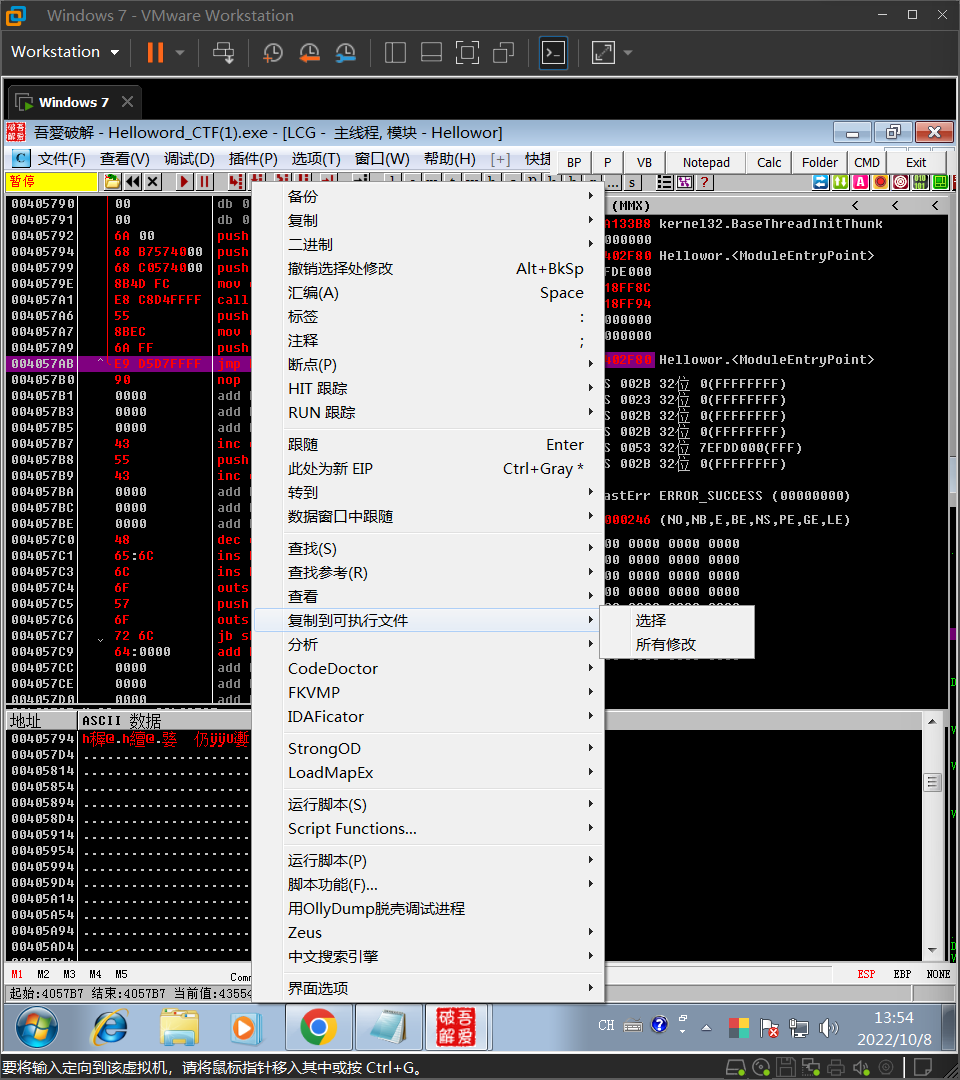 Windows 7 - VMware Workstation
Workstation
Windows 7
吾愛破解 - Helloword_CTF(1).exe - [LCG - 主线程, 模块 - Hellowor]
C 文件(F) 查看(V) 调试(D) 插件(P) 选项(T) 窗口(W) 帮助(H) [+] 快捷 BP P VB Notepad Calc Folder CMD Exit
暂停
(MMX)
00405790 00 db 0
00405791 00 db 0
00405792 6A 00 push
00405794 68 B7574000 push
00405799 68 C0574000 push
0040579E 8B4D FC mov
004057A1 E8 C8D4FFFF call
004057A6 55 push
004057A7 8BEC mov
004057A9 6A FF push
004057AB E9 D5D7FFFF jmp
004057B0 90 nop
004057B1 0000 add
004057B3 0000 add
004057B5 0000 add
004057B7 43 inc
004057B8 55 push
004057B9 43 inc
004057BA 0000 add
004057BC 0000 add
004057BE 0000 add
004057C0 48 dec
004057C1 65:6C ins
004057C3 6C ins
004057C4 6F outs
004057C5 57 push
004057C6 6F outs
004057C7 72 6C jb
004057C9 64:0000 add
004057CC 0000 add
004057CE 0000 add
004057D0 0000 add
A133B8 kernel32.BaseThreadInitThunk
000000
402F80 Hellowor.<ModuleEntryPoint>
FDE000
18FF8C
18FF94
000000
000000
402F80 Hellowor.<ModuleEntryPoint>
S 002B 32位 0(FFFFFFFF)
S 0023 32位 0(FFFFFFFF)
S 002B 32位 0(FFFFFFFF)
S 002B 32位 0(FFFFFFFF)
S 0053 32位 7EFDD000(FFF)
S 002B 32位 0(FFFFFFFF)
astErr ERROR_SUCCESS (00000000)
000246 (NO,NB,E,BE,NS,PE,GE,LE)
00 0000 0000 0000
00 0000 0000 0000
00 0000 0000 0000
00 0000 0000 0000
备份
复制
二进制
撤销选择处修改 Alt+BkSp
汇编(A) Space
标签 :
注释 ;
断点(P)
HIT 跟踪
RUN 跟踪
跟随 Enter
此处为新 EIP Ctrl+Gray *
转到
数据窗口中跟随
查找(S)
查找参考(R)
查看
复制到可执行文件
选择
所有修改
分析
CodeDoctor
FKVMP
IDAFicator
StrongOD
LoadMapEx
运行脚本(S)
Script Functions...
运行脚本(P)
脚本功能(F)...
用OllyDump脱壳调试进程
Zeus
中文搜索引擎
界面选项
地址 ASCII 数据
00405794
004057D4
00405814
00405854
00405894
004058D4
00405914
00405954
00405994
004059D4
00405A14
00405A54
00405A94
00405AD4
M1 M2 M3 M4 M5
ESP EBP NONE
起始:4057B7 结束:4057B7 当前值:43554
吾爱破解
CH
13:54
2022/10/8
要将输入定向到该虚拟机，请将鼠标指针移入其中或按 Ctrl+G。